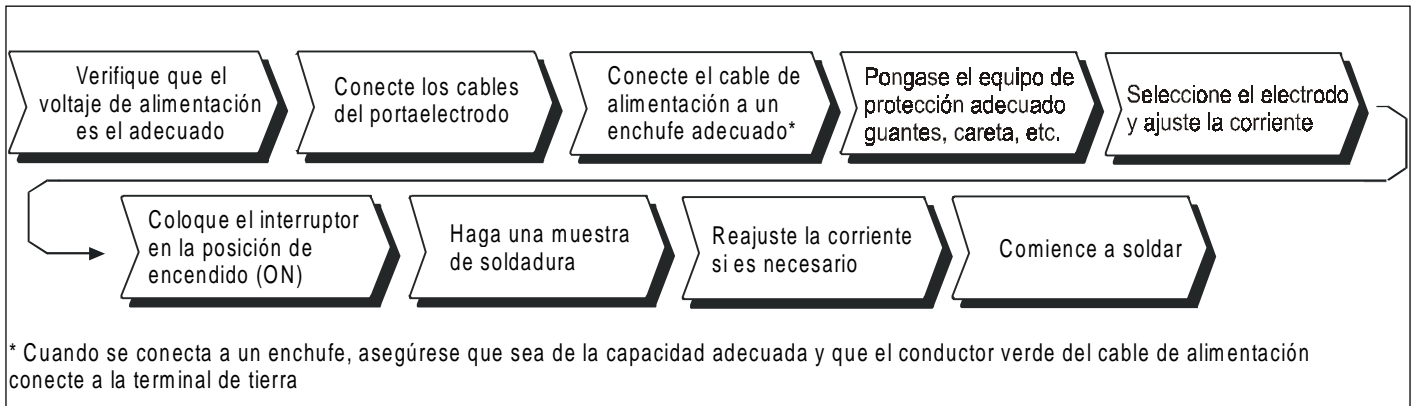 Verifique que el
voltaje de alimentación
es el adecuado
Conecte los cables
del portaelectrodo
Conecte el cable de
alimentación a un
enchufe adecuado*
Pongase el equipo de
protección adecuado
guantes, careta, etc.
Seleccione el electrodo
y ajuste la corriente
Coloque el interruptor
en la posición de
encendido (ON)
Haga una muestra
de soldadura
Reajuste la corriente
si es necesario
Comience a soldar
* Cuando se conecta a un enchufe, asegúrese que sea de la capacidad adecuada y que el conductor verde del cable de alimentación
conecte a la terminal de tierra